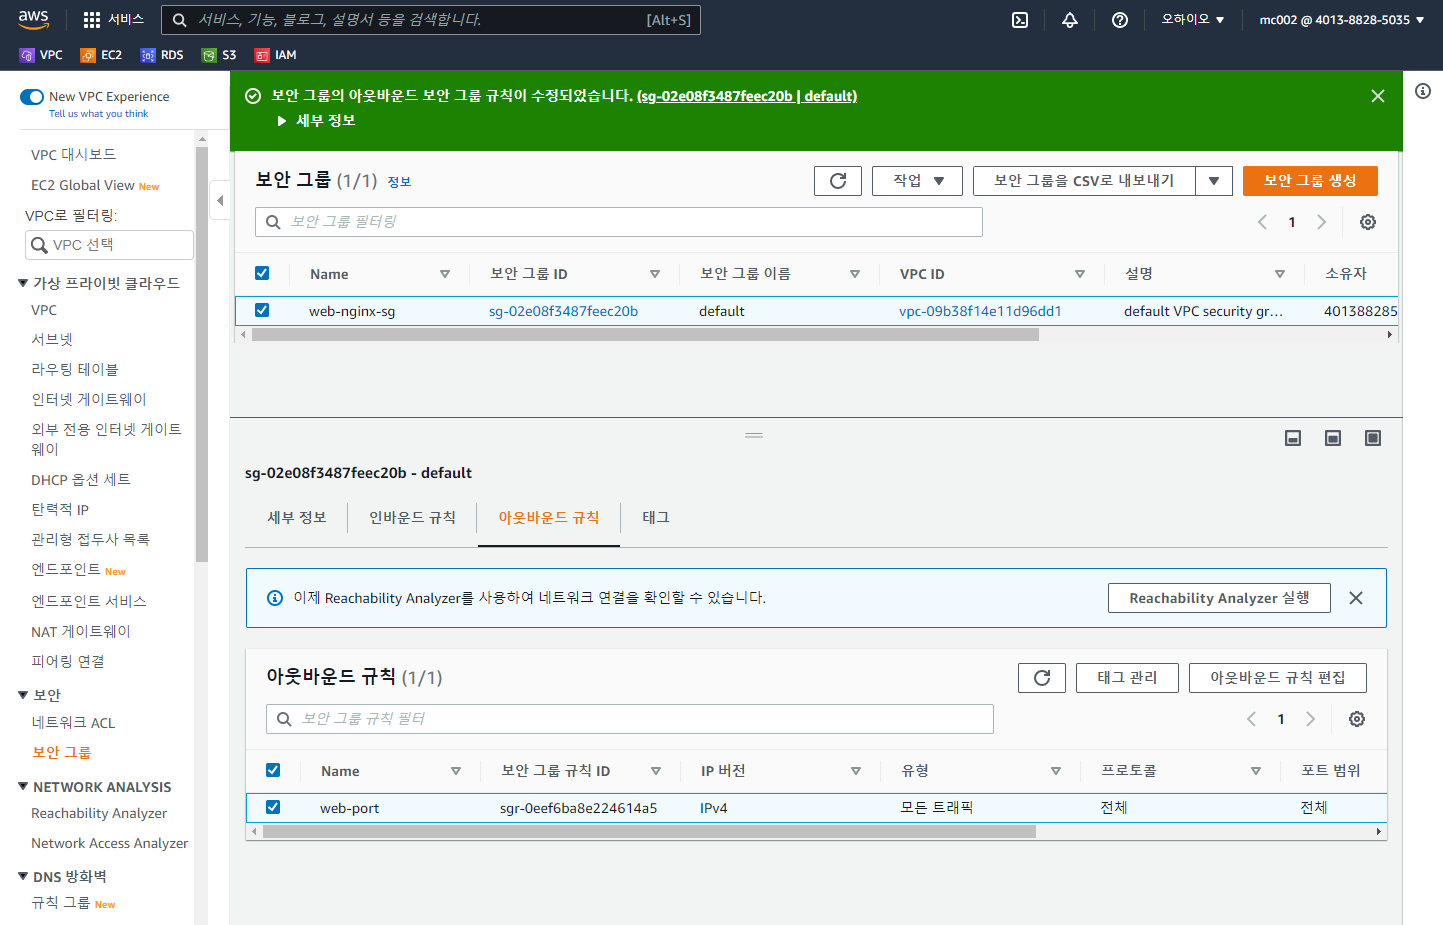 aws
서비스
서비스, 기능, 블로그, 설명서 등을 검색합니다.
[Alt+S]
오하이오 ▼
mc002 @ 4013-8828-5035 ▼
VPC
EC2
RDS
S3
IAM
New VPC Experience
Tell us what you think
VPC 대시보드
EC2 Global View New
VPC로 필터링:
VPC 선택
가상 프라이빗 클라우드
VPC
서브넷
라우팅 테이블
인터넷 게이트웨이
외부 전용 인터넷 게이트
웨이
DHCP 옵션 세트
탄력적 IP
관리형 접두사 목록
엔드포인트 New
엔드포인트 서비스
NAT 게이트웨이
피어링 연결
보안
네트워크 ACL
보안 그룹
NETWORK ANALYSIS
Reachability Analyzer
Network Access Analyzer
DNS 방화벽
규칙 그룹 New
보안 그룹의 아웃바운드 보안 그룹 규칙이 수정되었습니다. (sg-02e08f3487feec20b | default)
세부 정보
보안 그룹 (1/1) 정보
작업 ▼
보안 그룹을 CSV로 내보내기
보안 그룹 생성
보안 그룹 필터링
1
Name
보안 그룹 ID
보안 그룹 이름
VPC ID
설명
소유자
web-nginx-sg
sg-02e08f3487feec20b
default
vpc-09b38f14e11d96dd1
default VPC security gr...
401388285
sg-02e08f3487feec20b - default
세부 정보
인바운드 규칙
아웃바운드 규칙
태그
이제 Reachability Analyzer를 사용하여 네트워크 연결을 확인할 수 있습니다.
Reachability Analyzer 실행
아웃바운드 규칙 (1/1)
태그 관리
아웃바운드 규칙 편집
보안 그룹 규칙 필터
1
Name
보안 그룹 규칙 ID
IP 버전
유형
프로토콜
포트 범위
web-port
sgr-0eef6ba8e224614a5
IPv4
모든 트래픽
전체
전체